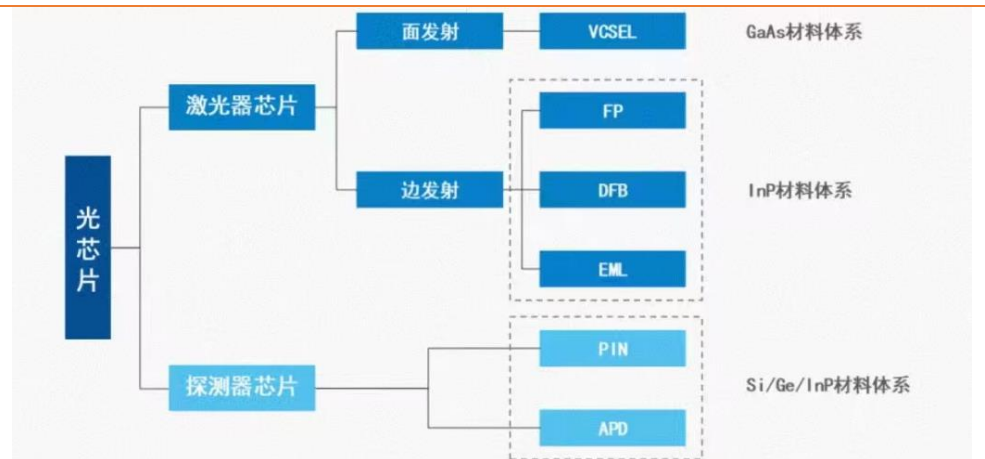 面发射
VCSEL
GaAs材料体系
激光器芯片
FP
边发射
DFB
InP材料体系
光芯片
EML
PIN
探测器芯片
Si/Ge/InP材料体系
APD